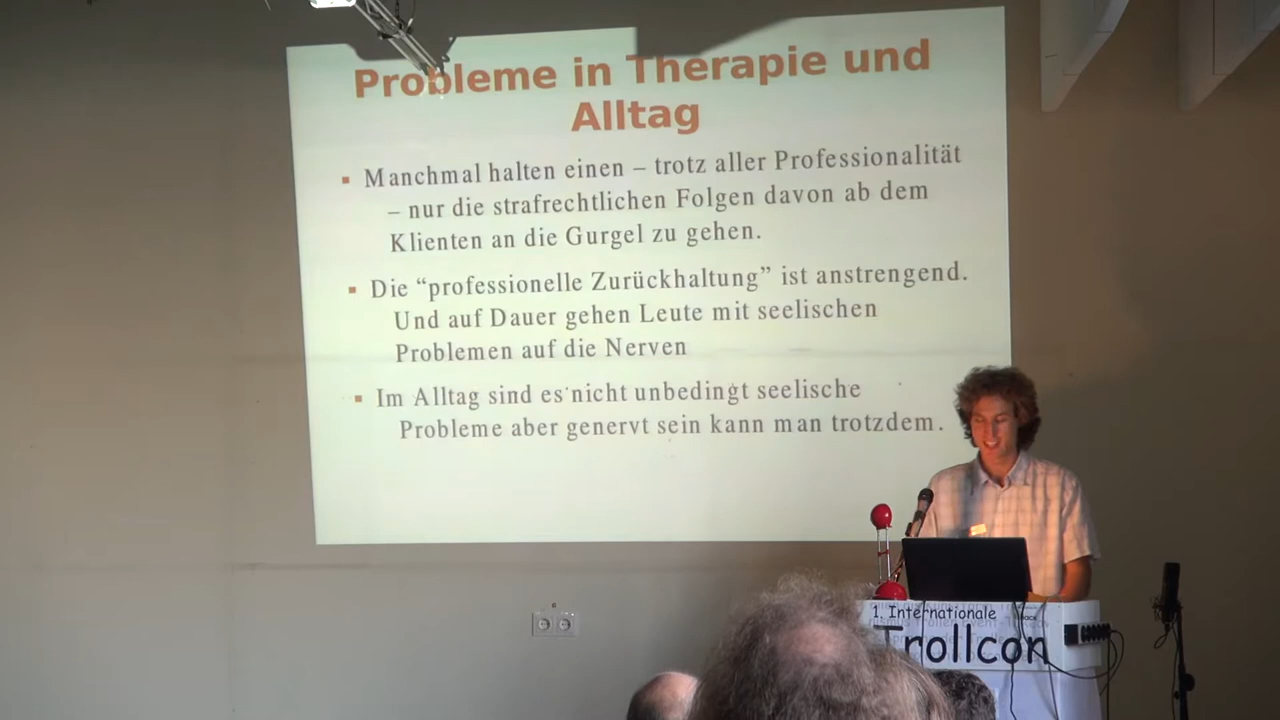 Probleme in Therapie und
Alltag
Manchmal halten einen – trotz aller Professionalität
– nur die strafrechtlichen Folgen davon ab dem
Klienten an die Gurgel zu gehen.
Die “professionelle Zurückhaltung” ist anstrengend.
Und auf Dauer gehen Leute mit seelischen
Problemen auf die Nerven
Im Alltag sind es nicht unbedingt seelische
Probleme aber genervt sein kann man trotzdem.
1. Internationale
Trollcon